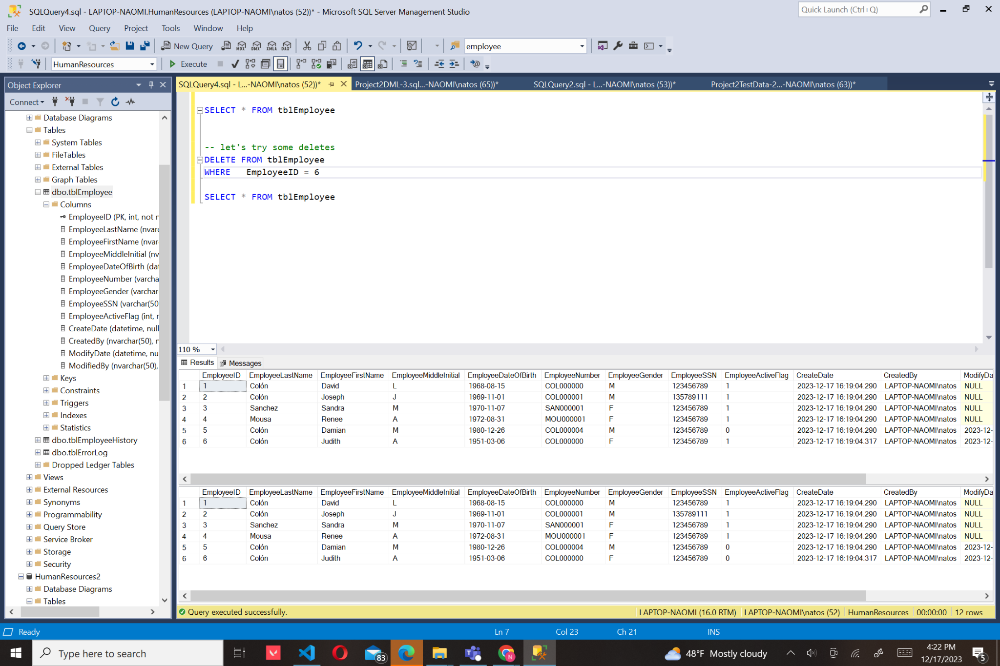 SQLQuery4.sql - LAPTOP-NAOMI.HumanResources (LAPTOP-NAOMI\natos (52))* - Microsoft SQL Server Management Studio
Quick Launch (Ctrl+Q)
File Edit View Query Project Tools Window Help
New Query MDX DMX XMLA DAX employee
HumanResources Execute
Object Explorer
Connect
Database Diagrams
Tables
System Tables
FileTables
External Tables
Graph Tables
dbo.tblEmployee
Columns
EmployeeID (PK, int, not
EmployeeLastName (nvar
EmployeeFirstName (nvar
EmployeeMiddleInitial (nv
EmployeeDateOfBirth (da
EmployeeNumber (varcha
EmployeeGender (varchar
EmployeeSSN (varchar(50
EmployeeActiveFlag (int,
CreateDate (datetime, null
CreatedBy (nvarchar(50),
ModifyDate (datetime, nu
ModifiedBy (nvarchar(50),
Keys
Constraints
Triggers
Indexes
Statistics
dbo.tblEmployeeHistory
dbo.tblErrorLog
Dropped Ledger Tables
Views
External Resources
Synonyms
Programmability
Query Store
Service Broker
Storage
Security
HumanResources2
Database Diagrams
Tables
SQLQuery4.sql - L...-NAOMI\natos (52))* Project2DML-3.sql...-NAOMI\natos (65))* SQLQuery2.sql - L...-NAOMI\natos (53))* Project2TestData-2...-NAOMI\natos (63))*
SELECT * FROM tblEmployee
-- let's try some deletes
DELETE FROM tblEmployee
WHERE EmployeeID = 6
SELECT * FROM tblEmployee
110 %
Results Messages
EmployeeID EmployeeLastName EmployeeFirstName EmployeeMiddleInitial EmployeeDateOfBirth EmployeeNumber EmployeeGender EmployeeSSN EmployeeActiveFlag CreateDate CreatedBy ModifyDa
1 1 Colón David L 1968-08-15 COL000000 M 123456789 1 2023-12-17 16:19:04.290 LAPTOP-NAOMI\natos NULL
2 2 Colón Joseph J 1969-11-01 COL000001 M 135789111 1 2023-12-17 16:19:04.290 LAPTOP-NAOMI\natos NULL
3 3 Sanchez Sandra M 1970-11-07 SAN000001 F 123456789 1 2023-12-17 16:19:04.290 LAPTOP-NAOMI\natos NULL
4 4 Mousa Renee A 1972-08-31 MOU000001 F 123456789 1 2023-12-17 16:19:04.290 LAPTOP-NAOMI\natos NULL
5 5 Colón Damian M 1980-12-26 COL000004 M 123456789 0 2023-12-17 16:19:04.290 LAPTOP-NAOMI\natos 2023-12-
6 6 Colón Judith A 1951-03-06 COL000000 F 123456789 1 2023-12-17 16:19:04.317 LAPTOP-NAOMI\natos 2023-12-
EmployeeID EmployeeLastName EmployeeFirstName EmployeeMiddleInitial EmployeeDateOfBirth EmployeeNumber EmployeeGender EmployeeSSN EmployeeActiveFlag CreateDate CreatedBy ModifyDa
1 1 Colón David L 1968-08-15 COL000000 M 123456789 1 2023-12-17 16:19:04.290 LAPTOP-NAOMI\natos NULL
2 2 Colón Joseph J 1969-11-01 COL000001 M 135789111 1 2023-12-17 16:19:04.290 LAPTOP-NAOMI\natos NULL
3 3 Sanchez Sandra M 1970-11-07 SAN000001 F 123456789 1 2023-12-17 16:19:04.290 LAPTOP-NAOMI\natos NULL
4 4 Mousa Renee A 1972-08-31 MOU000001 F 123456789 1 2023-12-17 16:19:04.290 LAPTOP-NAOMI\natos NULL
5 5 Colón Damian M 1980-12-26 COL000004 M 123456789 0 2023-12-17 16:19:04.290 LAPTOP-NAOMI\natos 2023-12-
6 6 Colón Judith A 1951-03-06 COL000000 F 123456789 0 2023-12-17 16:19:04.317 LAPTOP-NAOMI\natos 2023-12-
Query executed successfully. LAPTOP-NAOMI (16.0 RTM) LAPTOP-NAOMI\natos (52) HumanResources 00:00:00 12 rows
Ready Ln 7 Col 23 Ch 21 INS
Type here to search 83 N 48°F Mostly cloudy 4:22 PM
12/17/2023 5